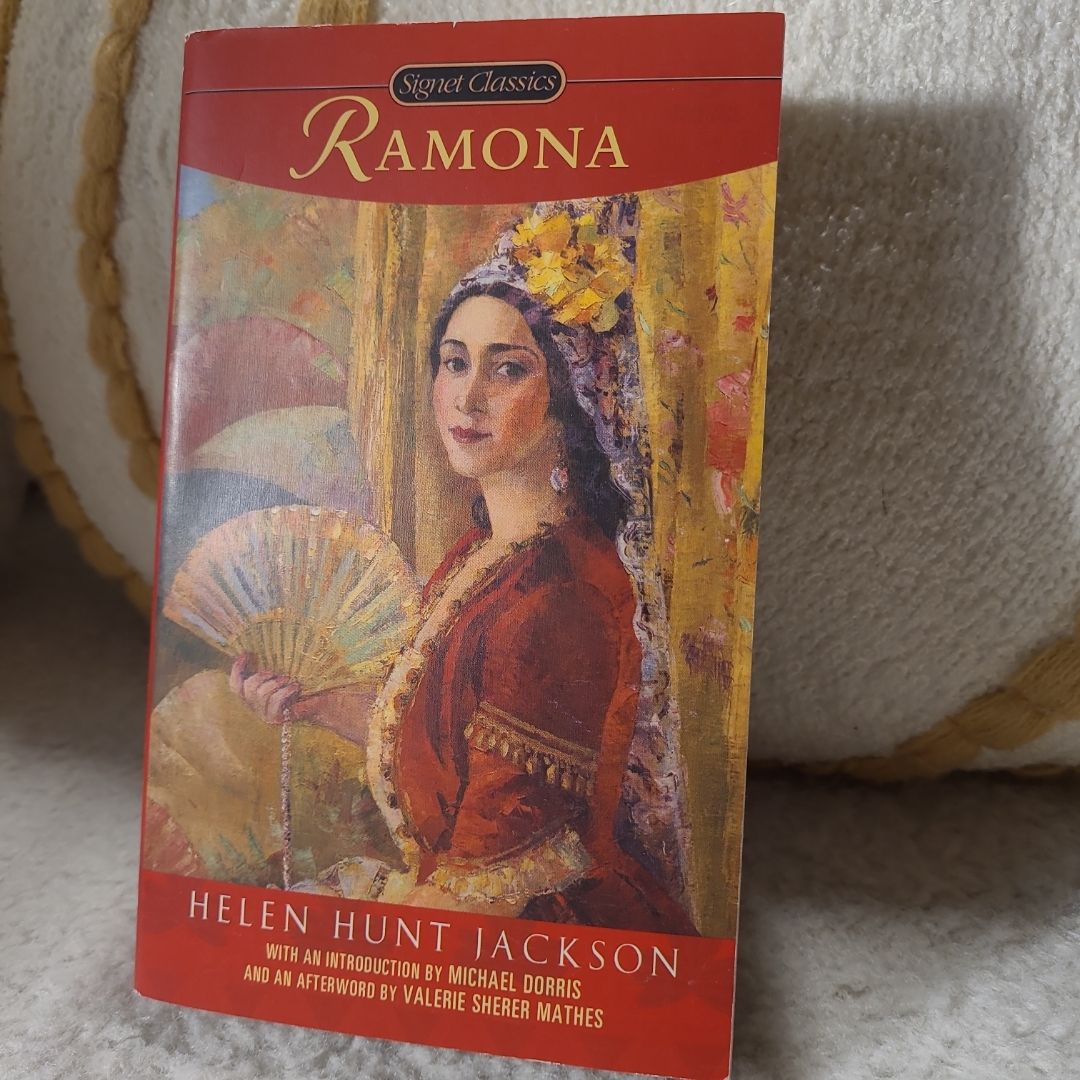 Signet Classics
RAMONA
HELEN HUNT JACKSON
WITH AN INTRODUCTION BY MICHAEL DORRIS
AND AN AFTERWORD BY VALERIE SHERER MATHES